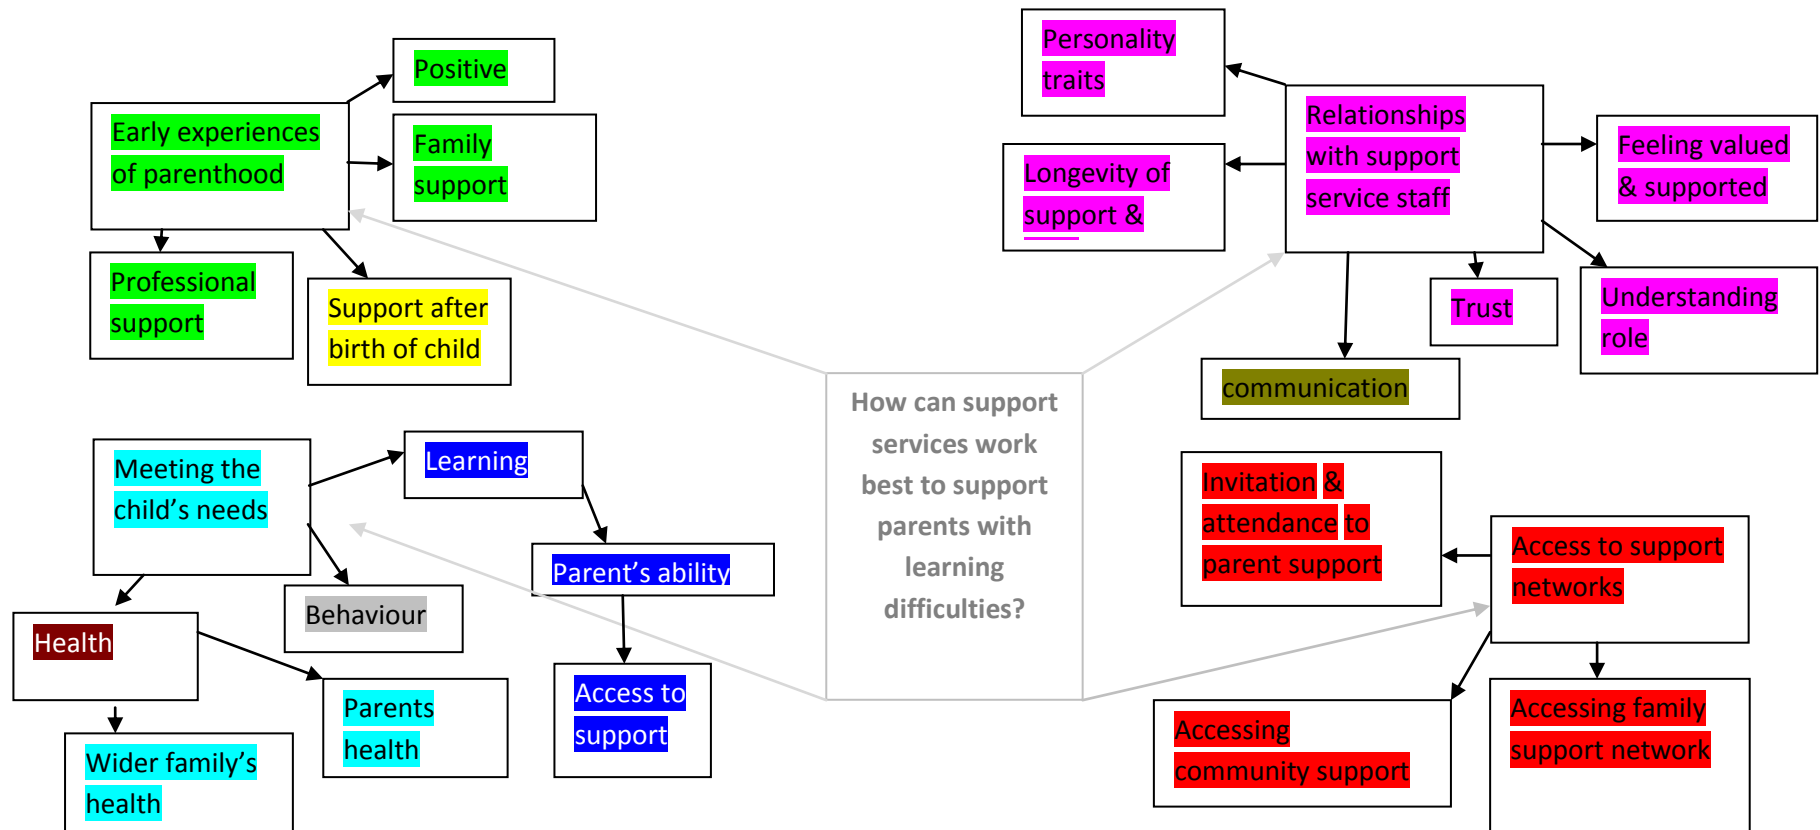 Positive
Early experiences
of parenthood
Family
support
Professional
support
Support after
birth of child
Personality
traits
Relationships
with support
service staff
Longevity of
support &
Feeling valued
& supported
Trust
Understanding
role
communication
How can support
services work
best to support
parents with
learning
difficulties?
Meeting the
child’s needs
Learning
Parent’s ability
Behaviour
Health
Parents
health
Access to
support
Wider family’s
health
Invitation &
attendance to
parent support
Access to support
networks
Accessing
community support
Accessing family
support network